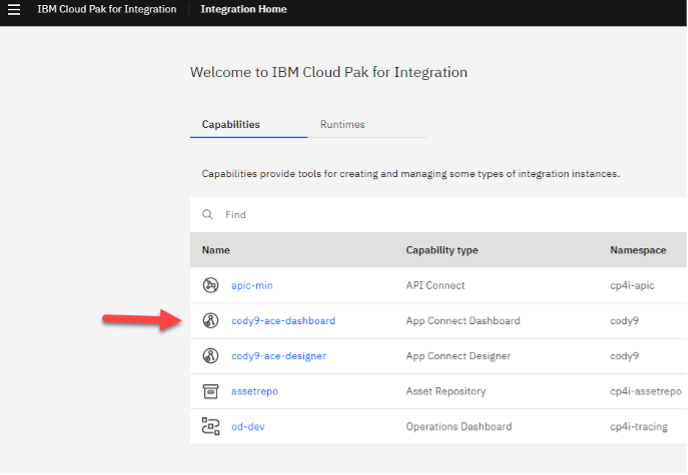 IBM Cloud Pak for Integration Integration Home
Welcome to IBM Cloud Pak for Integration
Capabilities Runtimes
Capabilities provide tools for creating and managing some types of integration instances.
Find
Name Capability type Namespace
apic-min API Connect cp4i-apic
cody9-ace-dashboard App Connect Dashboard cody9
cody9-ace-designer App Connect Designer cody9
assetrepo Asset Repository cp4i-assetrepo
od-dev Operations Dashboard cp4i-tracing